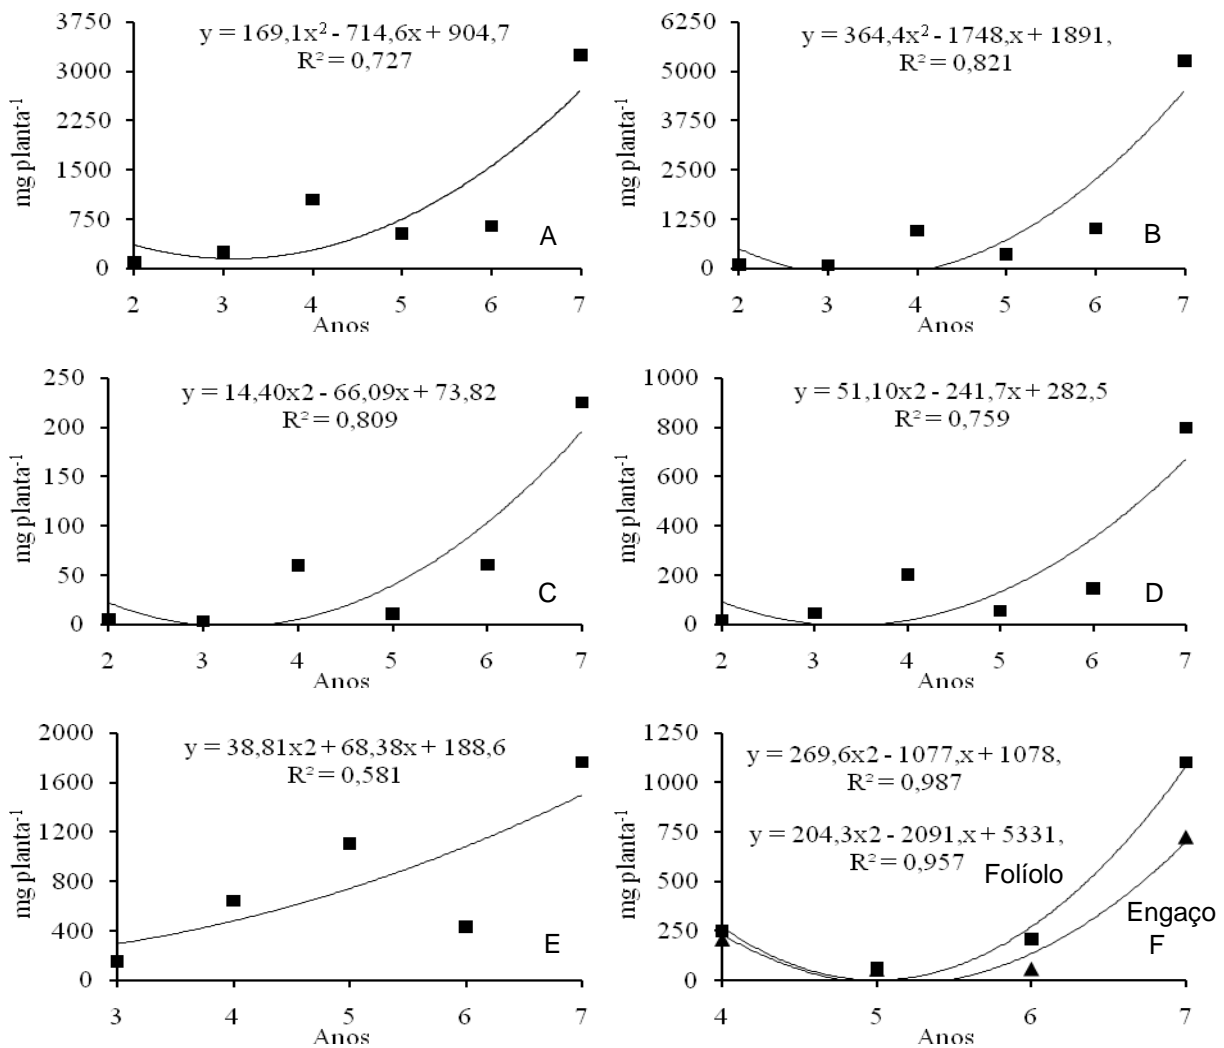 y = 169,1x² - 714,6x + 904,7
R² = 0,727
mg planta⁻¹
3750
3000
2250
1500
750
0
2 3 4 5 6 7
Anos
A
y = 364,4x² - 1748,x + 1891,
R² = 0,821
mg planta⁻¹
6250
5000
3750
2500
1250
0
2 3 4 5 6 7
Anos
B
y = 14,40x2 - 66,09x + 73,82
R² = 0,809
mg planta⁻¹
250
200
150
100
50
0
2 3 4 5 6 7
Anos
C
y = 51,10x2 - 241,7x + 282,5
R² = 0,759
mg planta⁻¹
1000
800
600
400
200
0
2 3 4 5 6 7
Anos
D
y = 38,81x2 + 68,38x + 188,6
R² = 0,581
mg planta⁻¹
2000
1600
1200
800
400
0
3 4 5 6 7
Anos
E
y = 269,6x2 - 1077,x + 1078,
R² = 0,987
y = 204,3x2 - 2091,x + 5331,
R² = 0,957
Folíolo
Engaço
mg planta⁻¹
1250
1000
750
500
250
0
4 5 6 7
Anos
F